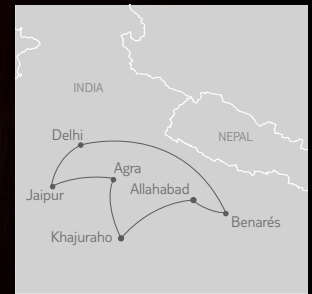 INDIA
Delhi
NEPAL
Agra
Allahabad
Jaipur
Benarés
Khajuraho